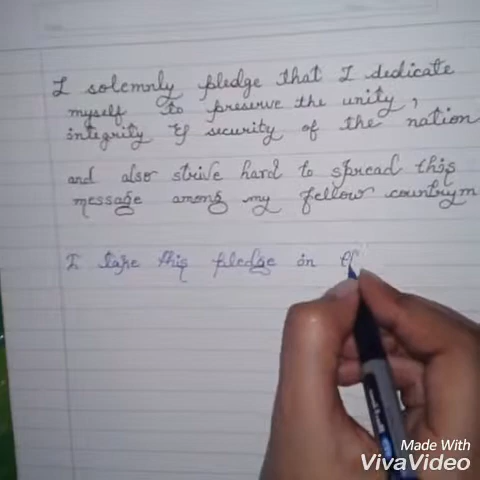 I solemnly pledge that I dedicate
myself to preserve the unity,
integrity & security of the nation
and also strive hard to spread this
message among my fellow countrym
I take this pledge in
Made With
VivaVideo